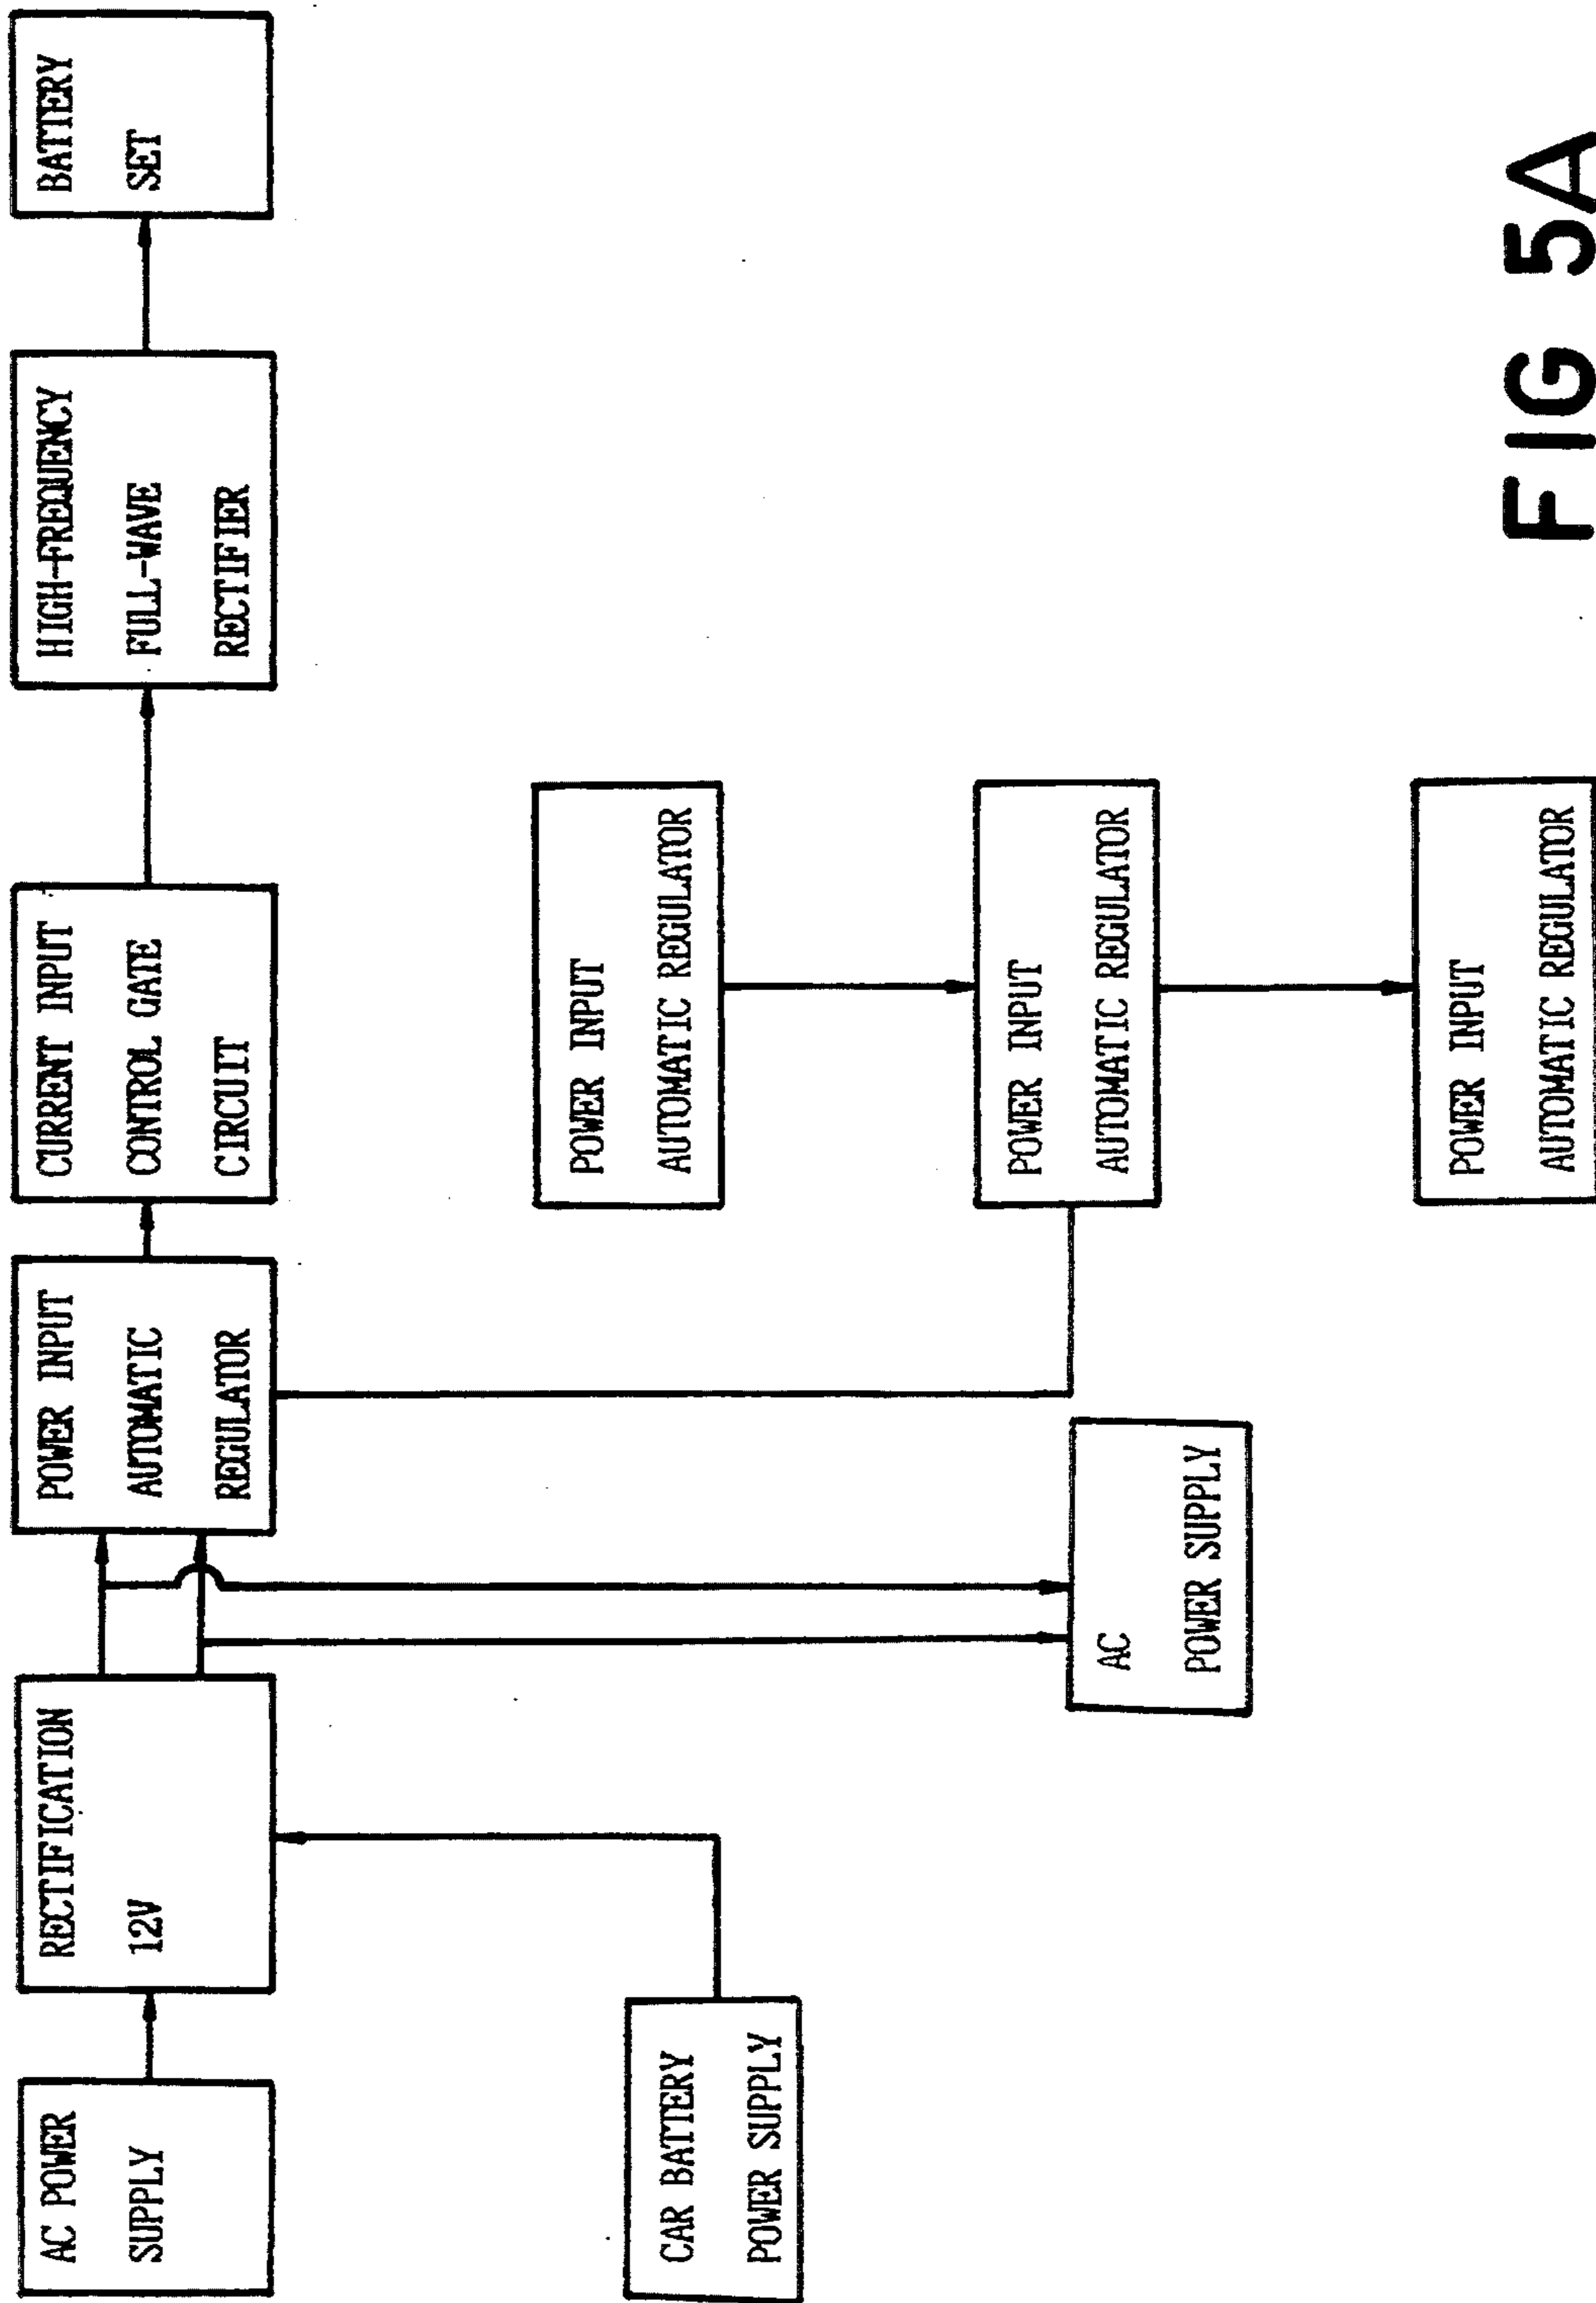 AC POWER
SUPPLY
RECTIFICATION
12V
POWER INPUT
AUTOMATIC
REGULATOR
CURRENT INPUT
CONTROL GATE
CIRCUIT
HIGH-FREQUENCY
FULL-WAVE
RECTIFIER
BATTERY
SET
CAR BATTERY
POWER SUPPLY
POWER INPUT
AUTOMATIC REGULATOR
AC
POWER SUPPLY
POWER INPUT
AUTOMATIC REGULATOR
POWER INPUT
AUTOMATIC REGULATOR
FIG 5A